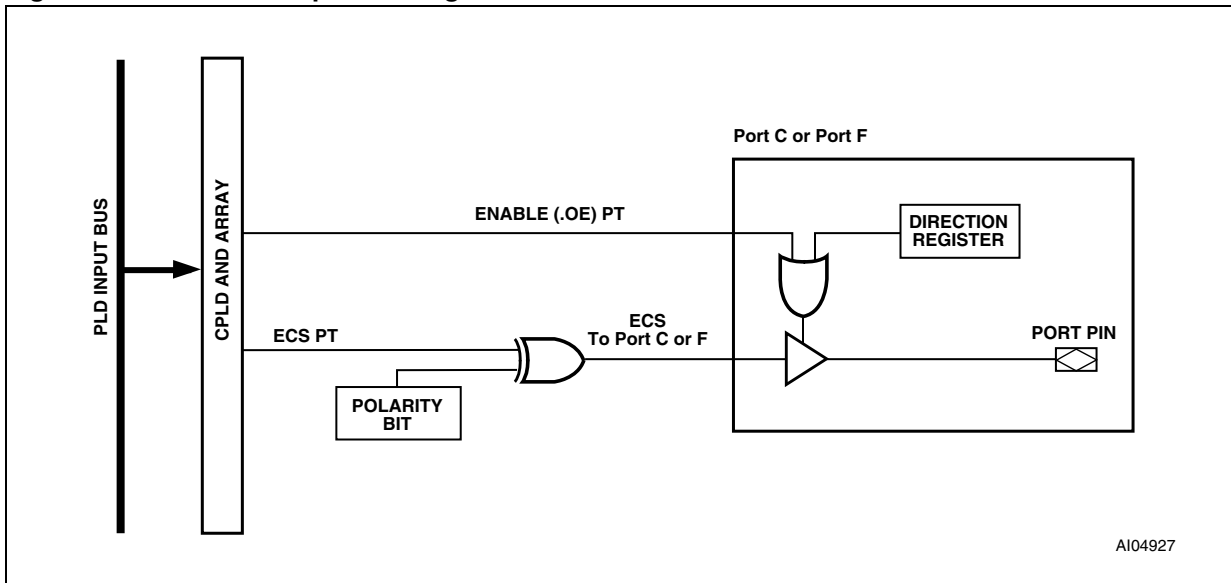 PLD INPUT BUS
CPLD AND ARRAY
ENABLE (.OE) PT
ECS PT
POLARITY
BIT
ECS
To Port C or F
Port C or Port F
DIRECTION
REGISTER
PORT PIN
AI04927